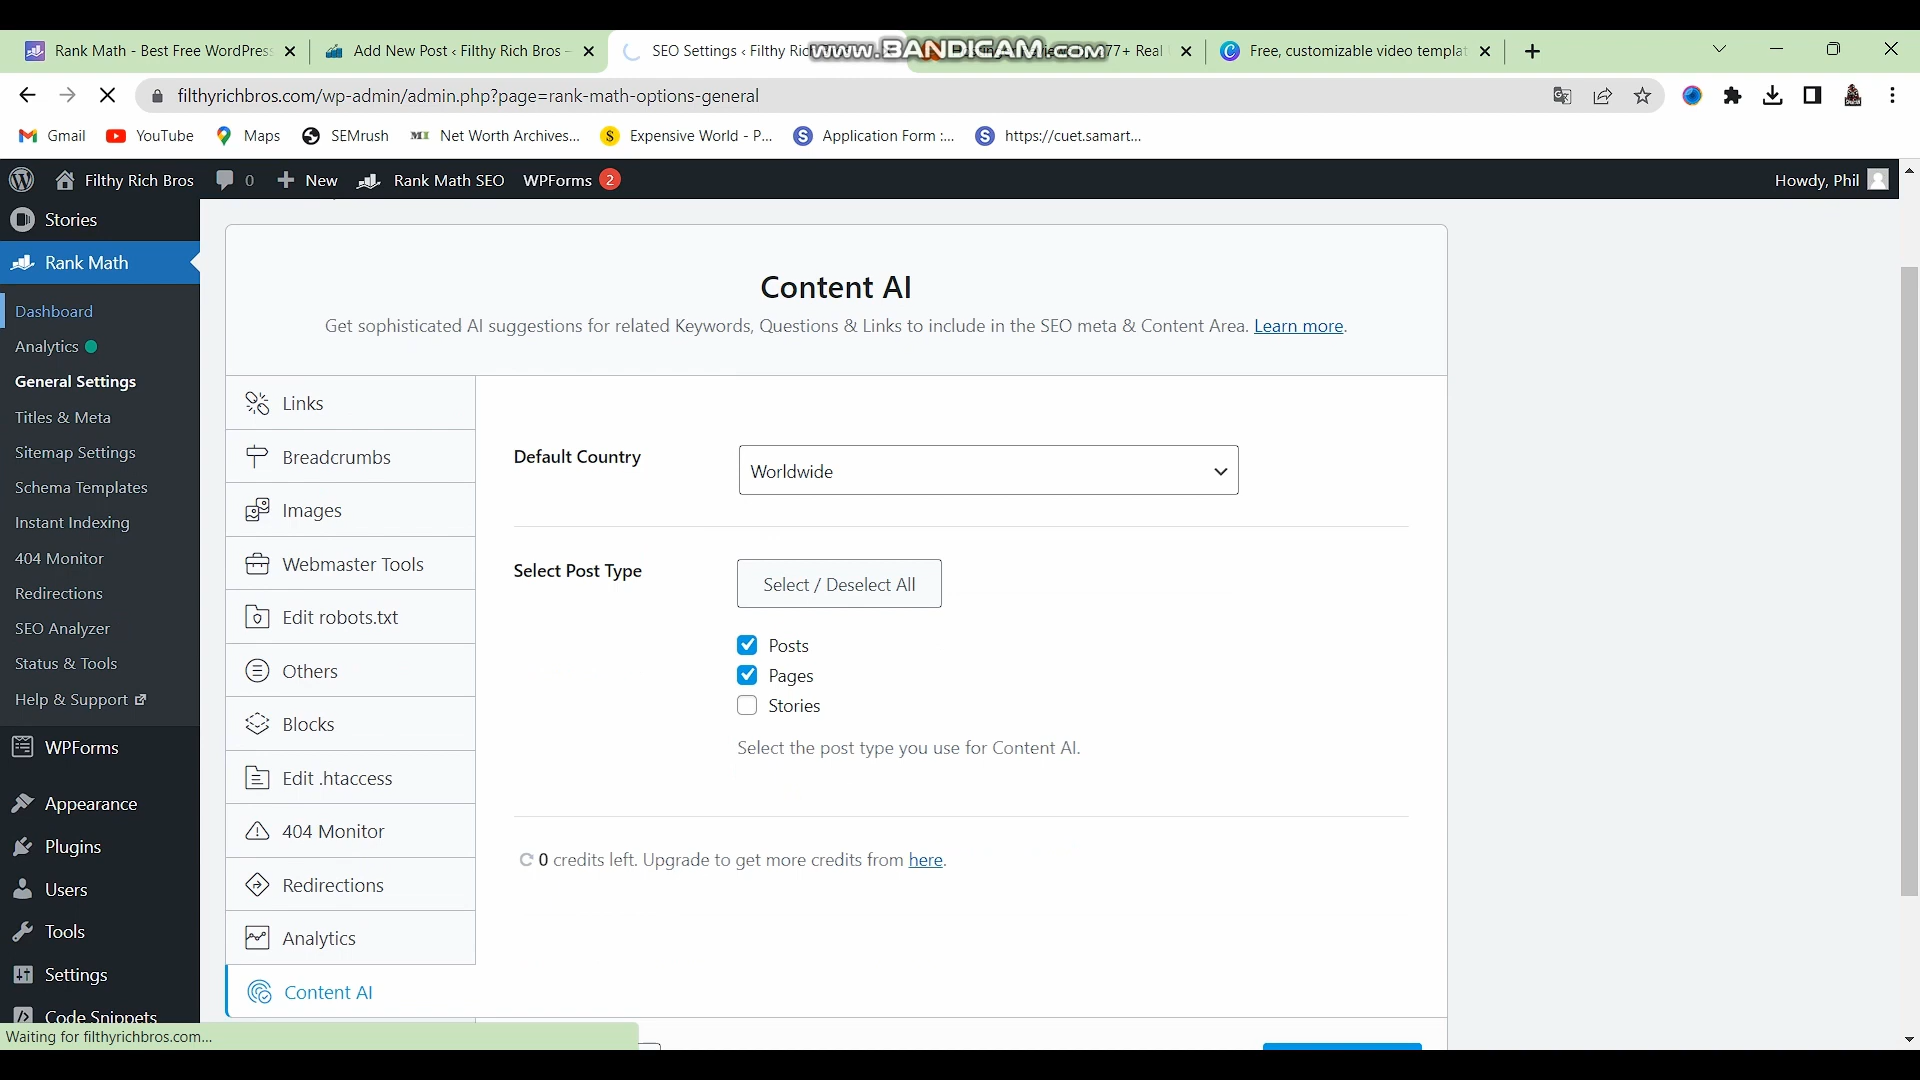 Rank Math - Best Free WordPress
Add New Post ‹ Filthy Rich Bros –
SEO Settings ‹ Filthy Ric
www.BANDICAM.com
77+ Real
Free, customizable video templat
filthyrichbros.com/wp-admin/admin.php?page=rank-math-options-general
Gmail
YouTube
Maps
SEMrush
Net Worth Archives...
Expensive World - P...
Application Form :...
https://cuet.samart...
Filthy Rich Bros
0
New
Rank Math SEO
WPForms 2
Howdy, Phil
Stories
Rank Math
Dashboard
Analytics
General Settings
Titles & Meta
Sitemap Settings
Schema Templates
Instant Indexing
404 Monitor
Redirections
SEO Analyzer
Status & Tools
Help & Support
WPForms
Appearance
Plugins
Users
Tools
Settings
Code Snippets
Content AI
Get sophisticated AI suggestions for related Keywords, Questions & Links to include in the SEO meta & Content Area. Learn more.
Links
Breadcrumbs
Images
Webmaster Tools
Edit robots.txt
Others
Blocks
Edit .htaccess
404 Monitor
Redirections
Analytics
Content AI
Default Country
Worldwide
Select Post Type
Select / Deselect All
Posts
Pages
Stories
Select the post type you use for Content AI.
0 credits left. Upgrade to get more credits from here.
Waiting for filthyrichbros.com...